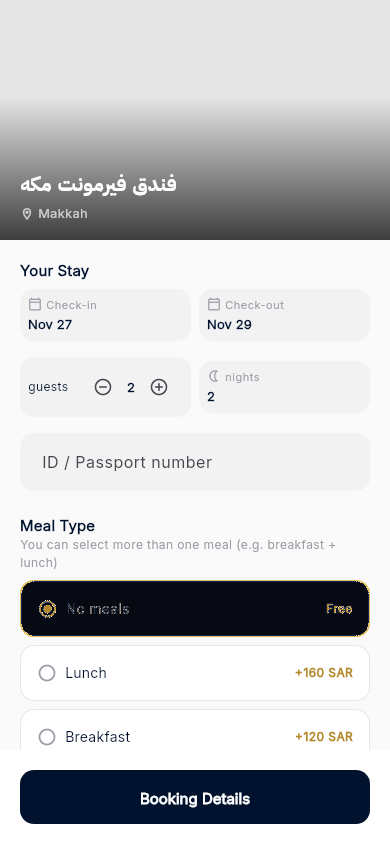 فندق فيرمونت مكه
Makkah
Your Stay
Check-in
Nov 27
Check-out
Nov 29
guests
2
nights
2
ID / Passport number
Meal Type
You can select more than one meal (e.g. breakfast +
lunch)
No meals
Free
Lunch
+160 SAR
Breakfast
+120 SAR
Booking Details